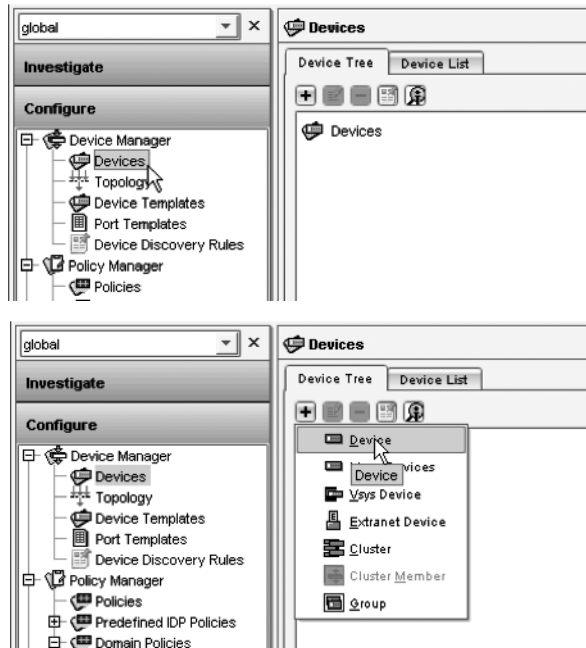 global
Investigate
Configure
Device Manager
Devices
Topology
Device Templates
Port Templates
Device Discovery Rules
Policy Manager
Policies
Devices
Device Tree
Device List
Devices
global
Investigate
Configure
Device Manager
Devices
Topology
Device Templates
Port Templates
Device Discovery Rules
Policy Manager
Policies
Predefined IDP Policies
Domain Policies
Devices
Device Tree
Device List
Device
vices
Device
Vsys Device
Extranet Device
Cluster
Cluster Member
Group